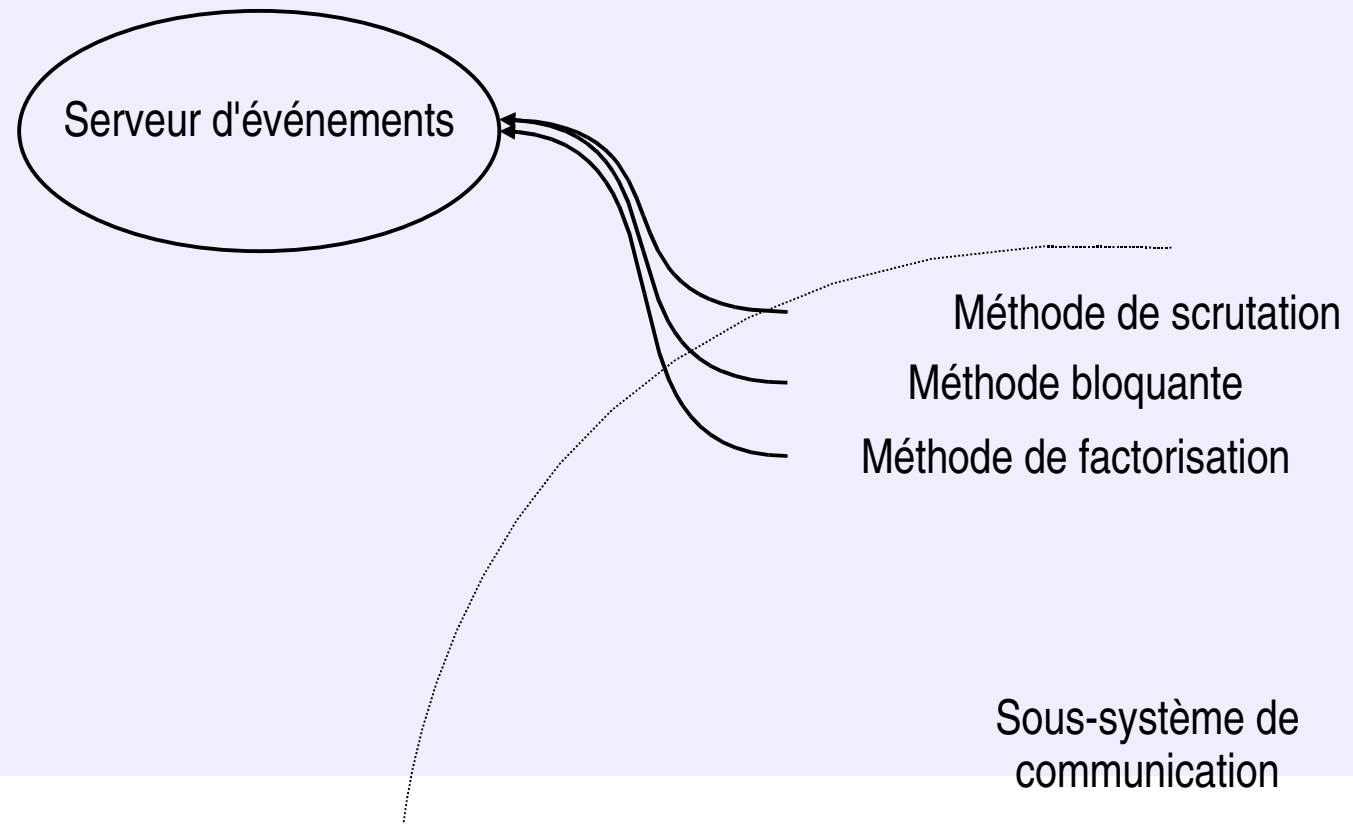 Serveur d'événements
Méthode de scrutation
Méthode bloquante
Méthode de factorisation
Sous-système de
communication